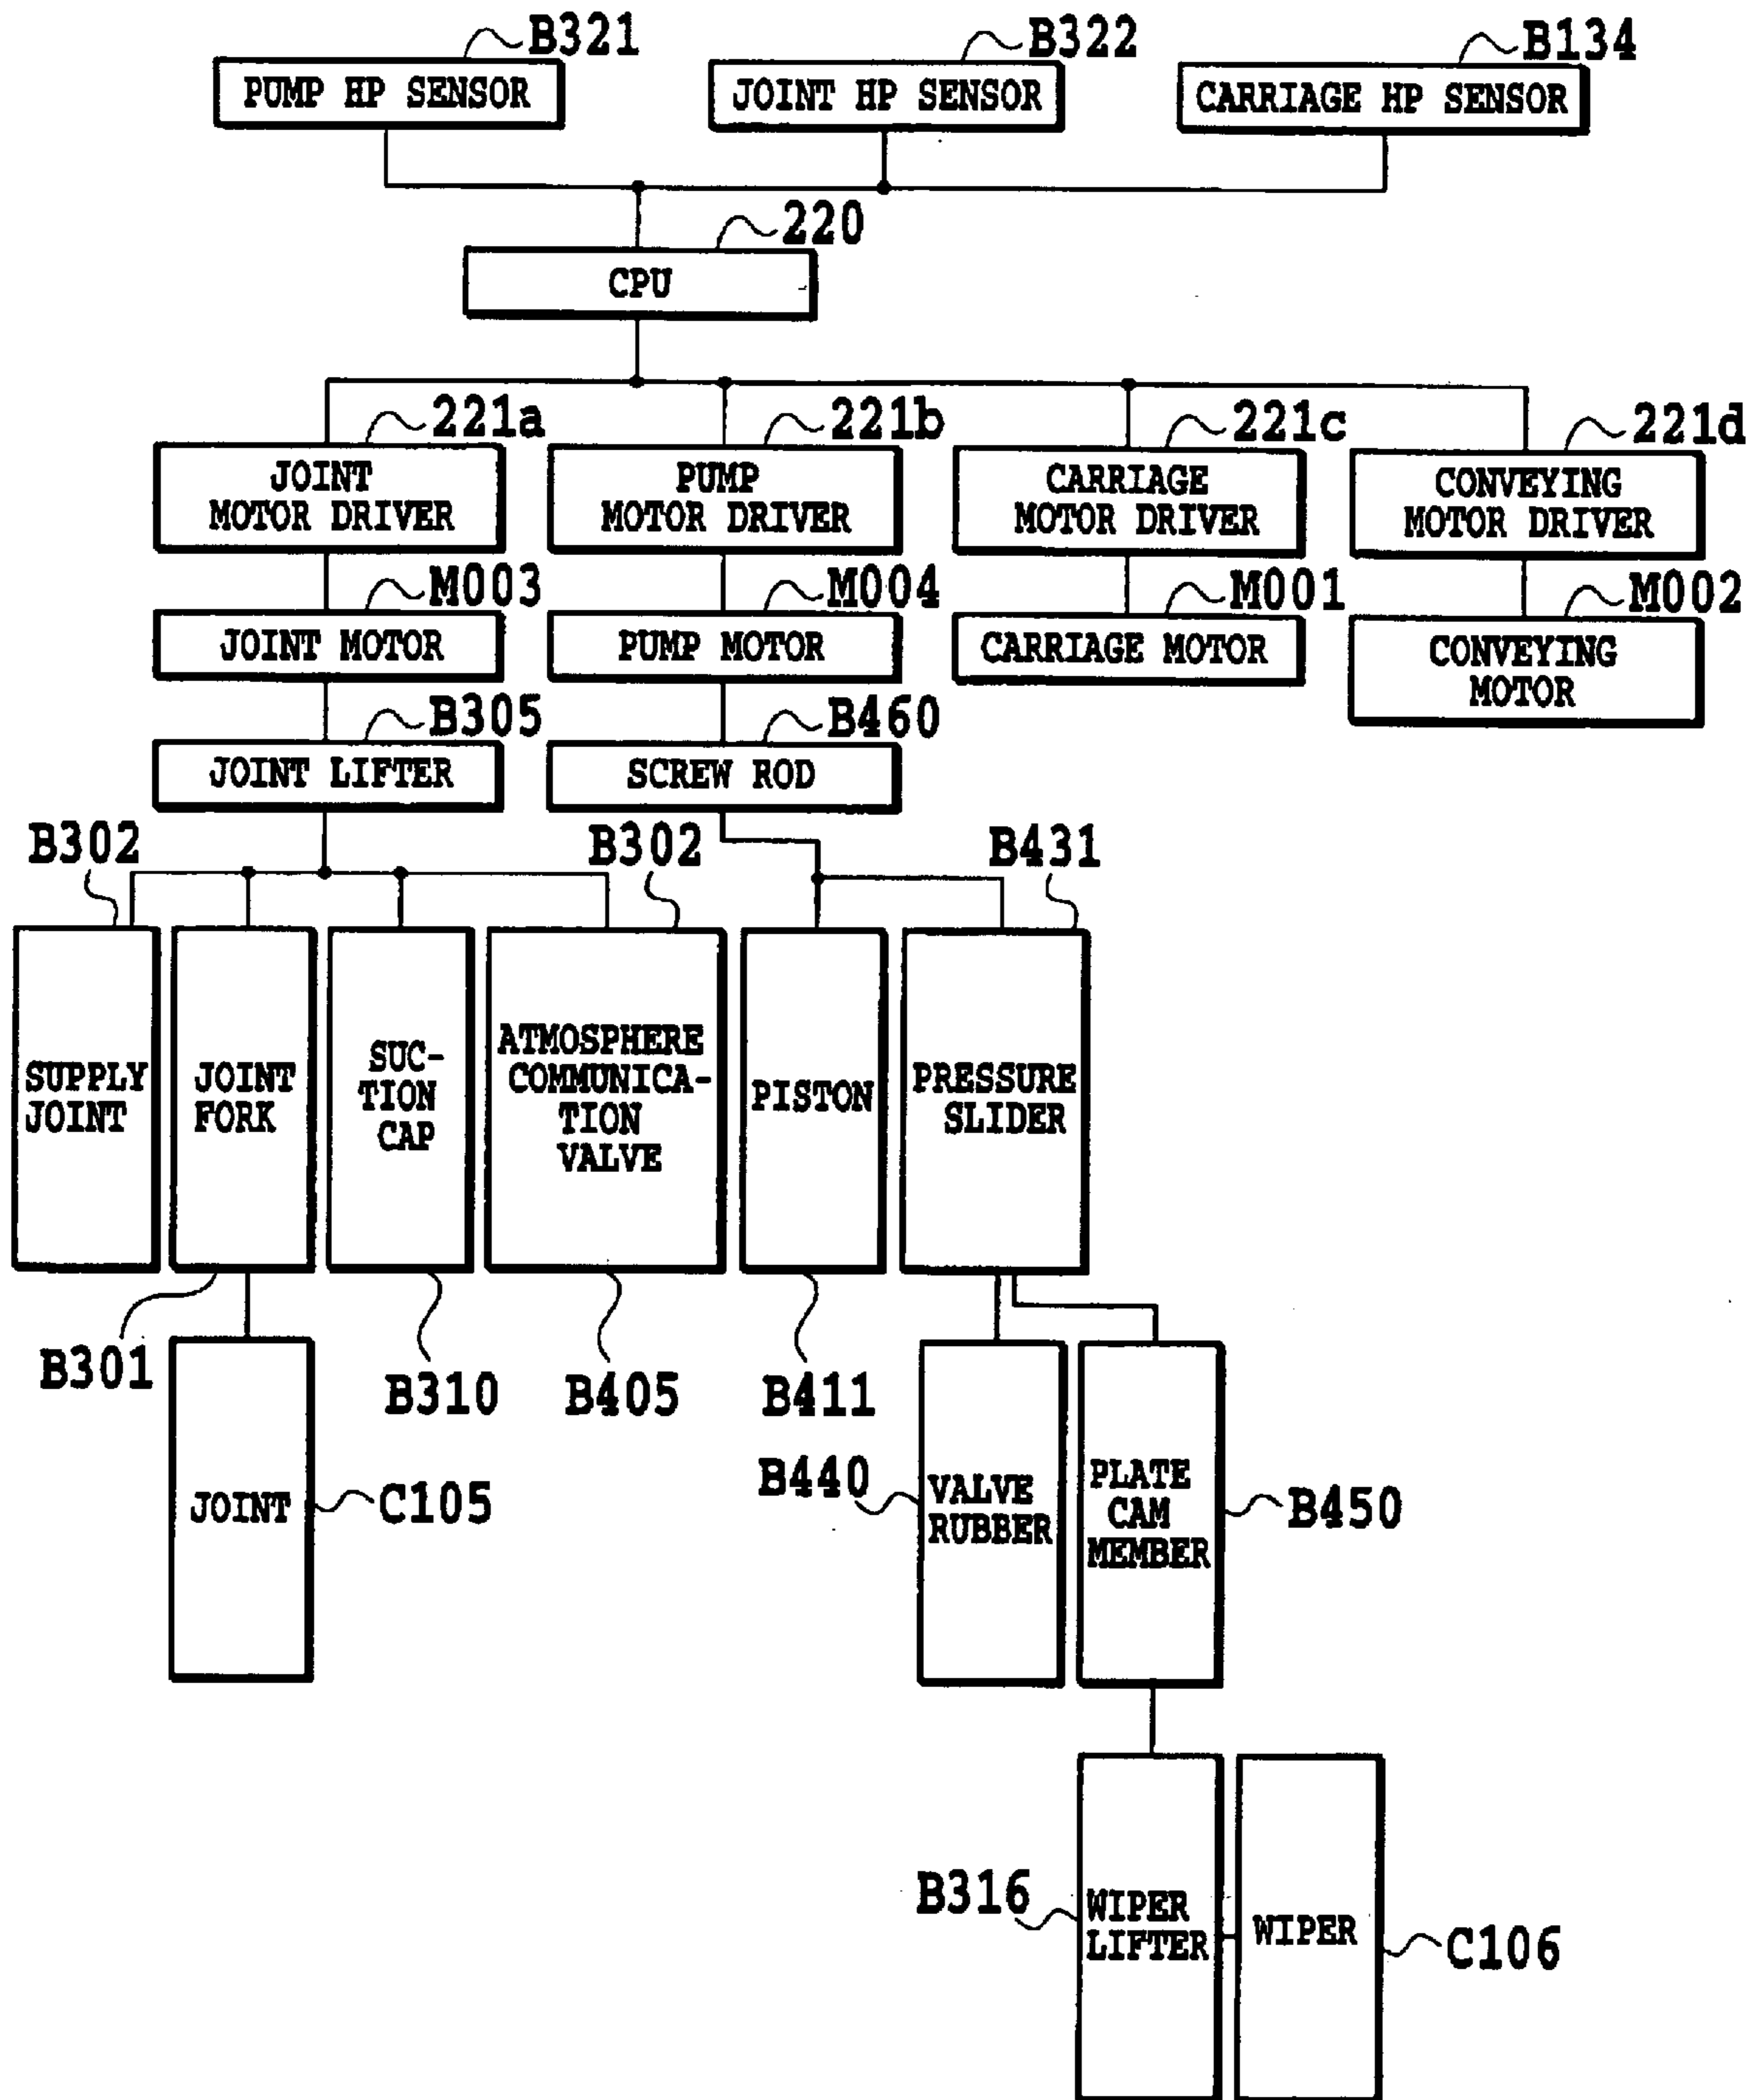 B321
B322
B134
PUMP HP SENSOR
JOINT HP SENSOR
CARRIAGE HP SENSOR
220
CPU
221a
221b
221c
221d
JOINT
MOTOR DRIVER
PUMP
MOTOR DRIVER
CARRIAGE
MOTOR DRIVER
CONVEYING
MOTOR DRIVER
M003
M004
M001
M002
JOINT MOTOR
PUMP MOTOR
CARRIAGE MOTOR
CONVEYING
MOTOR
B305
B460
JOINT LIFTER
SCREW ROD
B302
B302
B431
SUPPLY
JOINT
JOINT
FORK
SUC-
TION
CAP
ATMOSPHERE
COMMUNICA-
TION
VALVE
PISTON
PRESSURE
SLIDER
B301
B310
B405
B411
JOINT
C105
B440
VALVE
RUBBER
PLATE
CAM
MEMBER
B450
B316
WIPER
LIFTER
WIPER
C106